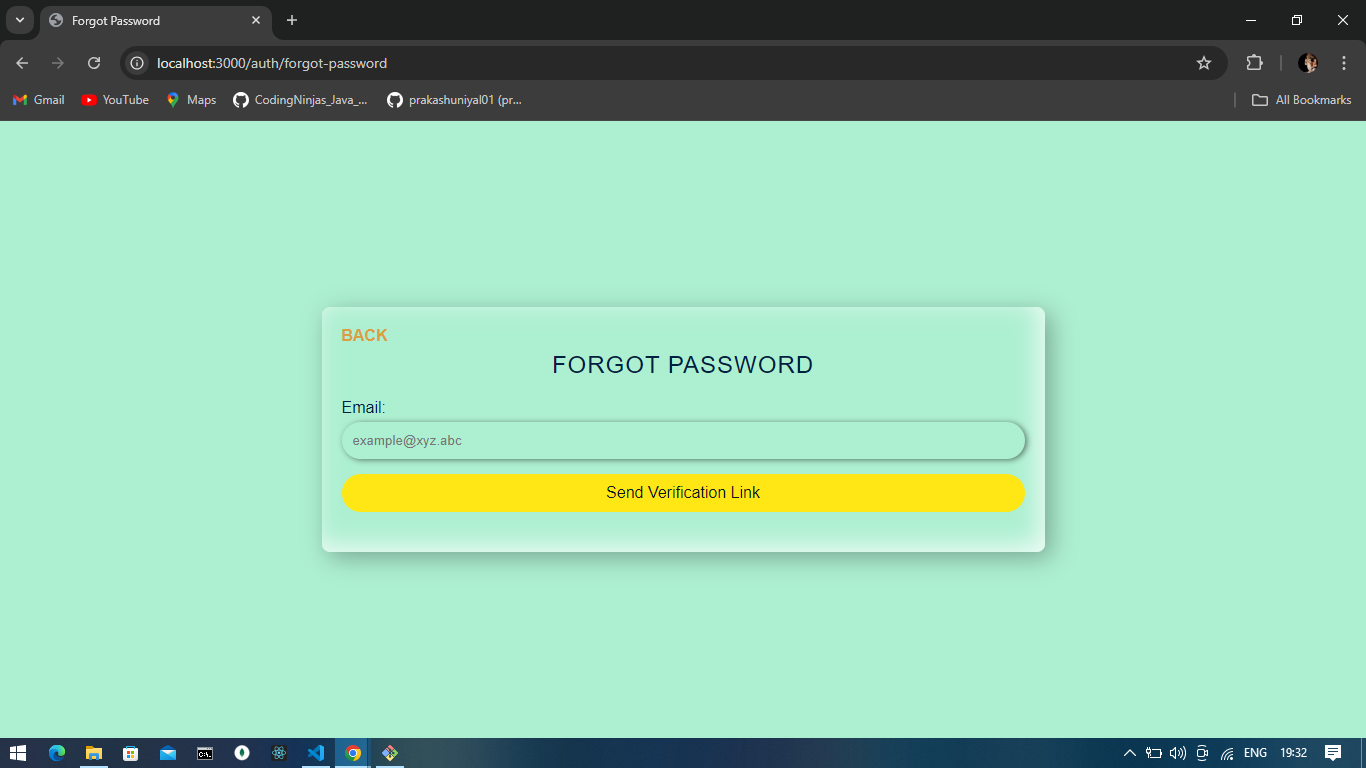 Forgot Password
localhost:3000/auth/forgot-password
Gmail YouTube Maps CodingNinjas_Java_... prakashuniyal01 (pr... All Bookmarks
BACK
FORGOT PASSWORD
Email:
example@xyz.abc
Send Verification Link
ENG 19:32